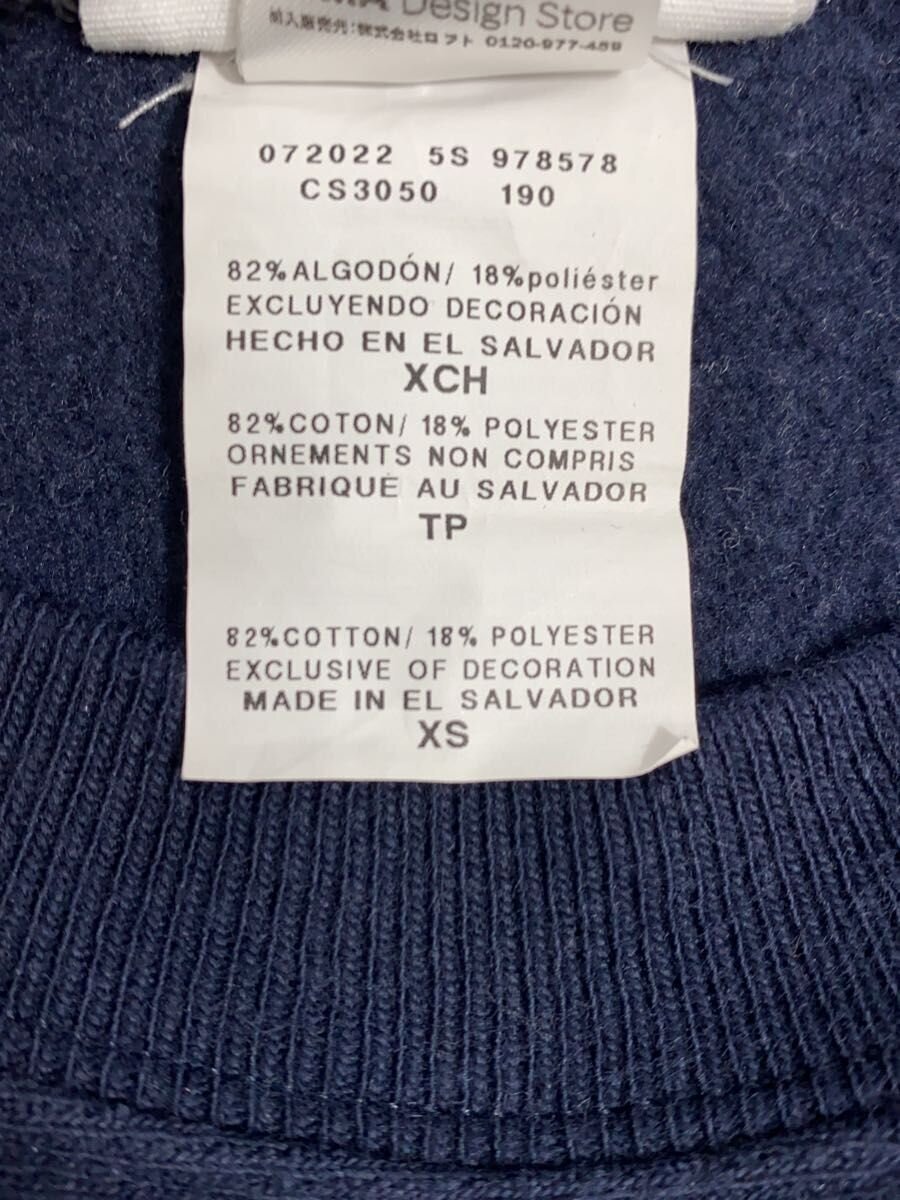 Design Store
輸入販売元:株式会社ロフト 0120-977-459
072022 5S 978578
CS3050 190
82%ALGODÓN/ 18%poliéster
EXCLUYENDO DECORACIÓN
HECHO EN EL SALVADOR
XCH
82%COTON/ 18% POLYESTER
ORNEMENTS NON COMPRIS
FABRIQUÉ AU SALVADOR
TP
82%COTTON/ 18% POLYESTER
EXCLUSIVE OF DECORATION
MADE IN EL SALVADOR
XS